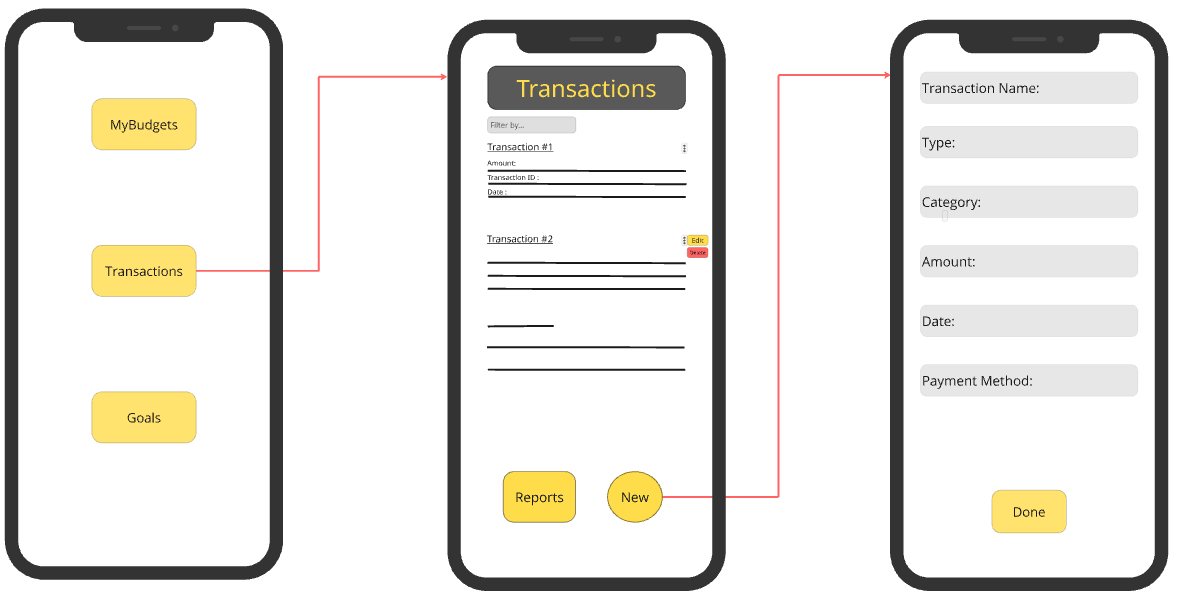 MyBudgets
Transactions
Goals
Transactions
Filter by...
Transaction #1
Amount:
Transaction ID :
Date :
Transaction #2
Edit
Delete
Reports
New
Transaction Name:
Type:
Category:
Amount:
Date:
Payment Method:
Done